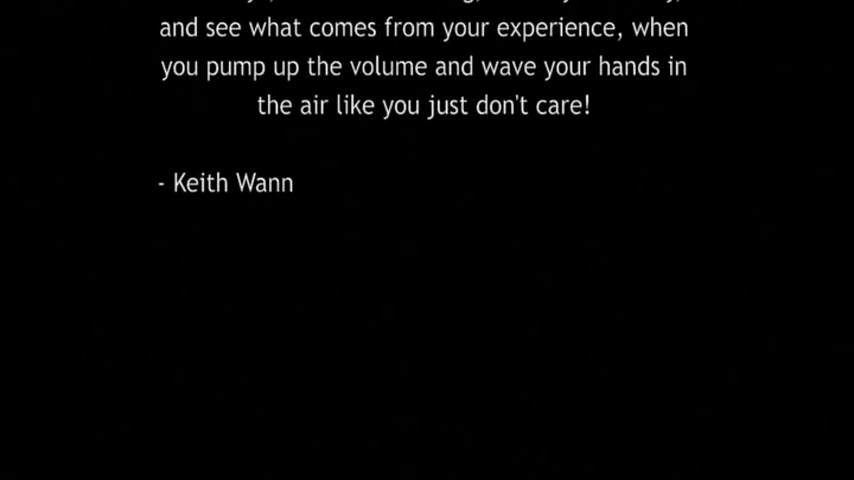 and see what comes from your experience, when
you pump up the volume and wave your hands in
the air like you just don't care!
- Keith Wann